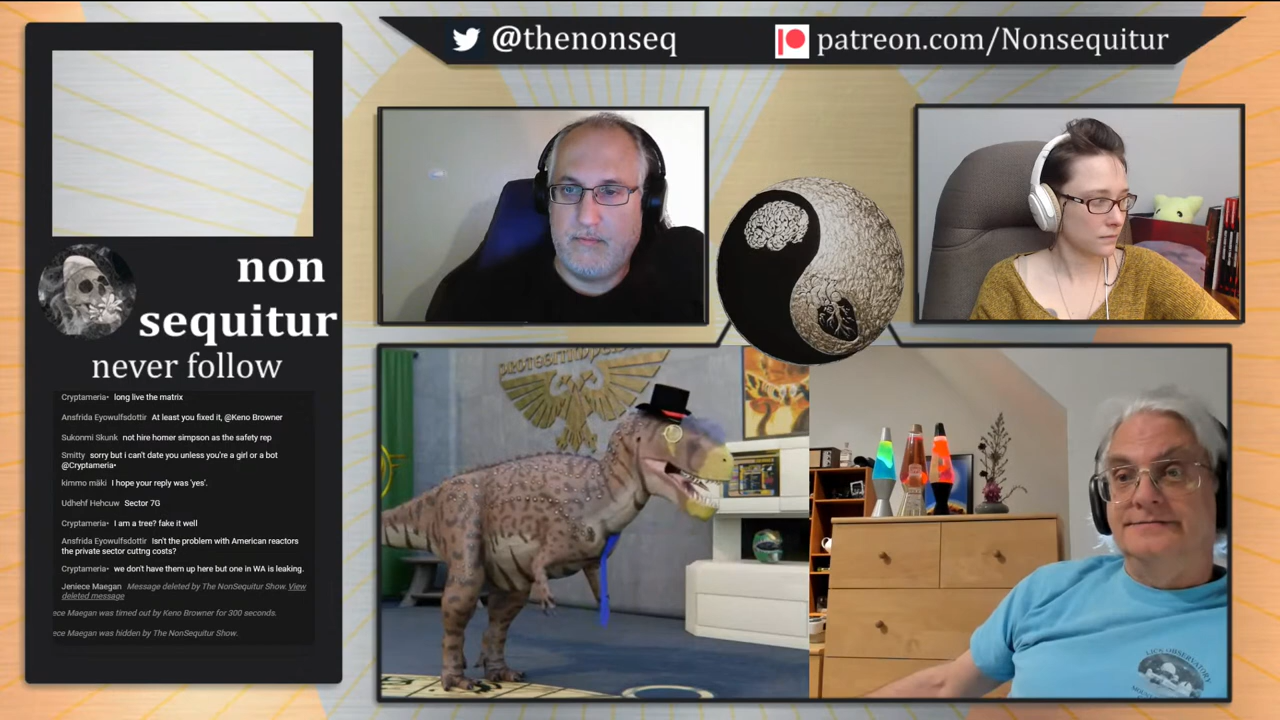 @thenonseq
patreon.com/Nonsequitur
non
sequitur
never follow
Cryptameria• long live the matrix
Ansfrida Eyowulfsdottir At least you fixed it, @Keno Browner
Sukonmi Skunk not hire homer simpson as the safety rep
Smitty sorry but i can't date you unless you're a girl or a bot
@Cryptameria•
kimmo mäki I hope your reply was 'yes'.
Udhehf Hehcuw Sector 7G
Cryptameria• I am a tree? fake it well
Ansfrida Eyowulfsdottir Isn't the problem with American reactors
the private sector cuttng costs?
Cryptameria• we don't have them up here but one in WA is leaking.
Jeniece Maegan Message deleted by The NonSequitur Show. View
deleted message
ece Maegan was timed out by Keno Browner for 300 seconds.
ece Maegan was hidden by The NonSequitur Show.
LICK OBSERVATORY